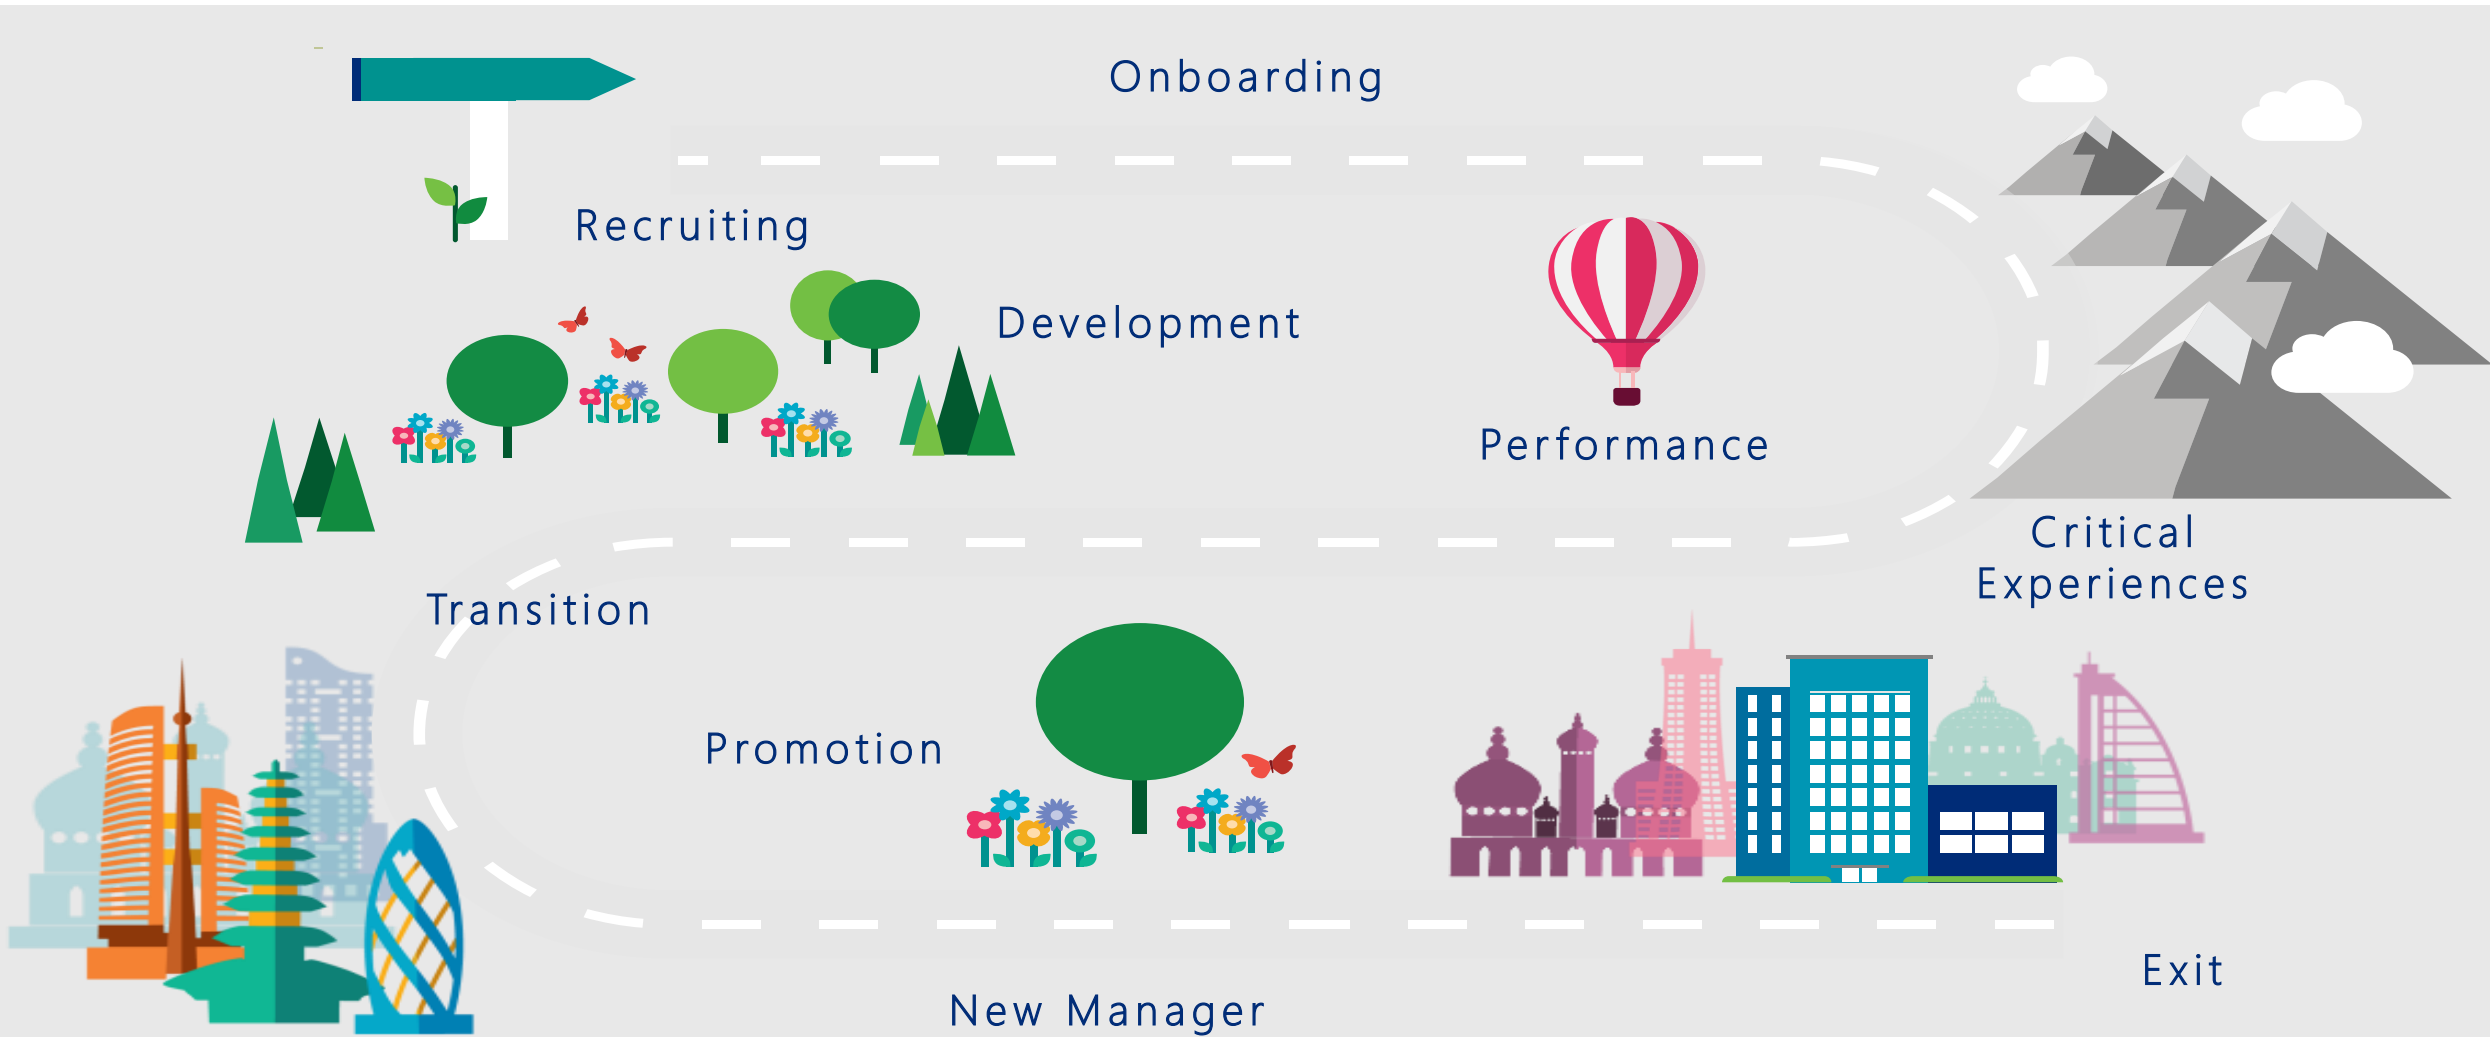 Onboarding
Recruiting
Development
Performance
Critical
Experiences
Transition
Promotion
Exit
New Manager